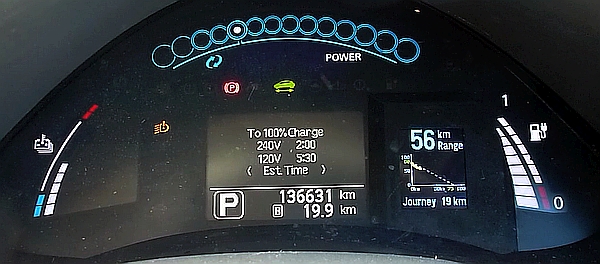 POWER
P
To 100% Charge
240V 2:00
120V 5:30
< Est Time >
P 136631 km
B 19.9 km
56 km
Range
100
Journey 19 km
1
0